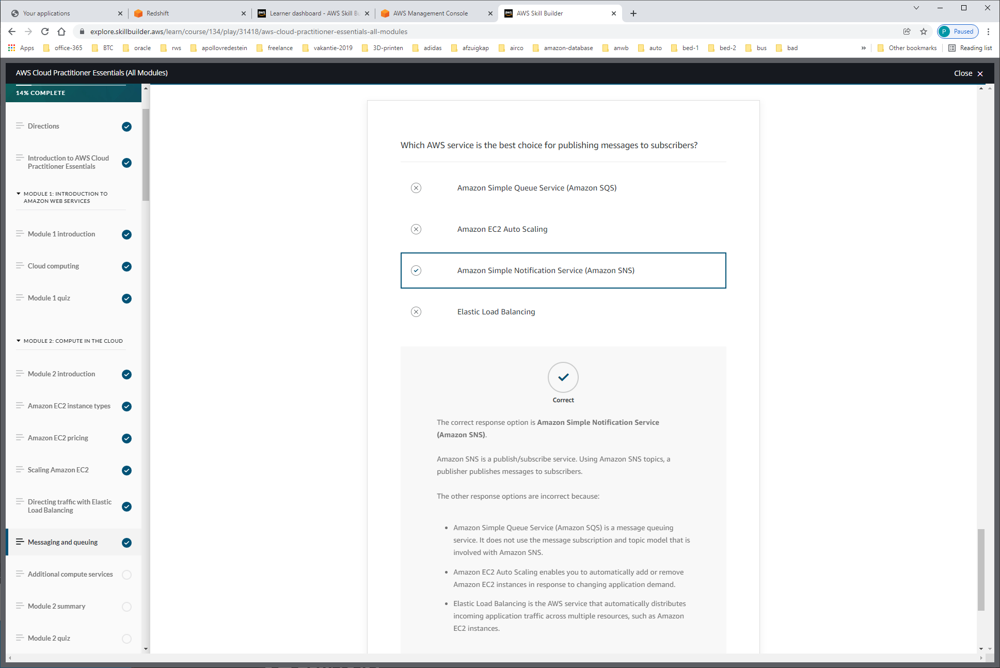 Your applications
Redshift
Learner dashboard - AWS Skill Bu
AWS Management Console
AWS Skill Builder
explore.skillbuilder.aws/learn/course/134/play/31418/aws-cloud-practitioner-essentials-all-modules
P Paused
Apps
office-365
BTC
oracle
rws
apollovredestein
freelance
vakantie-2019
3D-printen
adidas
afzuigkap
airco
amazon-database
anwb
auto
bed-1
bed-2
bus
bad
»
Other bookmarks
Reading list
AWS Cloud Practitioner Essentials (All Modules)
Close
14% COMPLETE
Directions
Introduction to AWS Cloud
Practitioner Essentials
MODULE 1: INTRODUCTION TO
AMAZON WEB SERVICES
Module 1 introduction
Cloud computing
Module 1 quiz
MODULE 2: COMPUTE IN THE CLOUD
Module 2 introduction
Amazon EC2 instance types
Amazon EC2 pricing
Scaling Amazon EC2
Directing traffic with Elastic
Load Balancing
Messaging and queuing
Additional compute services
Module 2 summary
Module 2 quiz
Which AWS service is the best choice for publishing messages to subscribers?
Amazon Simple Queue Service (Amazon SQS)
Amazon EC2 Auto Scaling
Amazon Simple Notification Service (Amazon SNS)
Elastic Load Balancing
Correct
The correct response option is Amazon Simple Notification Service
(Amazon SNS).
Amazon SNS is a publish/subscribe service. Using Amazon SNS topics, a
publisher publishes messages to subscribers.
The other response options are incorrect because:
• Amazon Simple Queue Service (Amazon SQS) is a message queuing
service. It does not use the message subscription and topic model that is
involved with Amazon SNS.
• Amazon EC2 Auto Scaling enables you to automatically add or remove
Amazon EC2 instances in response to changing application demand.
• Elastic Load Balancing is the AWS service that automatically distributes
incoming application traffic across multiple resources, such as Amazon
EC2 instances.